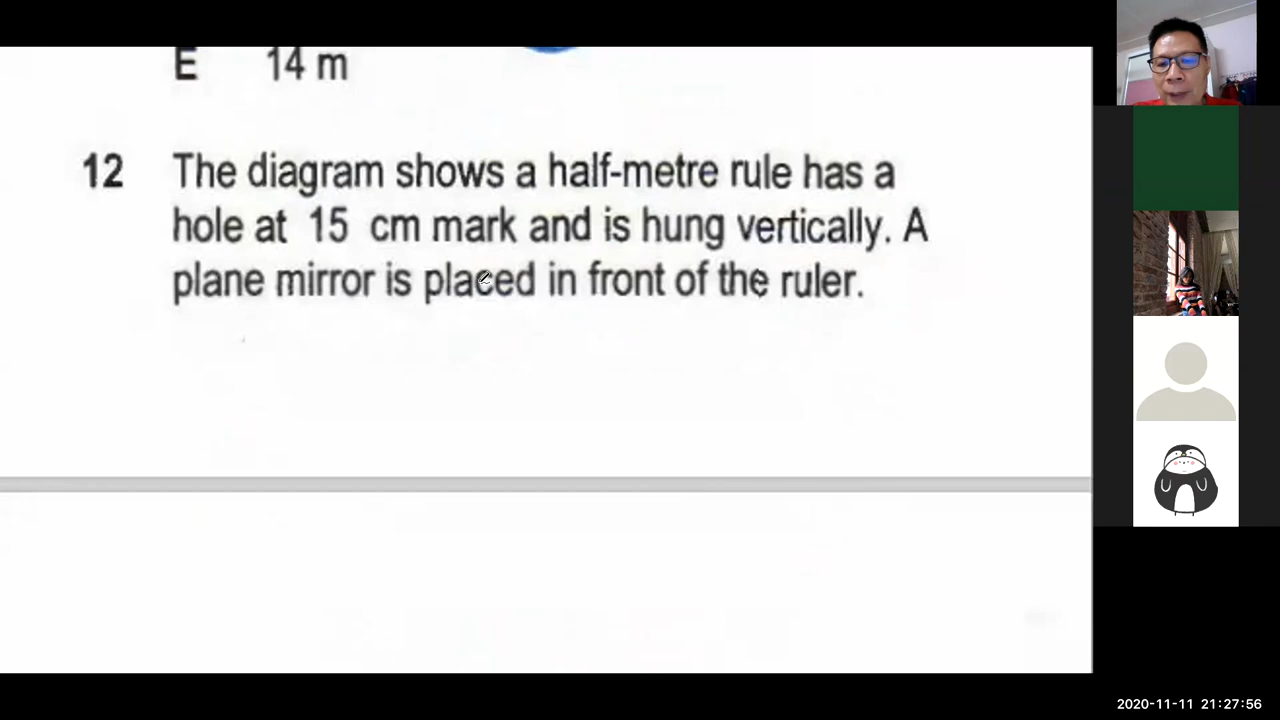 E 14 m
12 The diagram shows a half-metre rule has a
hole at 15 cm mark and is hung vertically. A
plane mirror is placed in front of the ruler.
2020-11-11 21:27:56